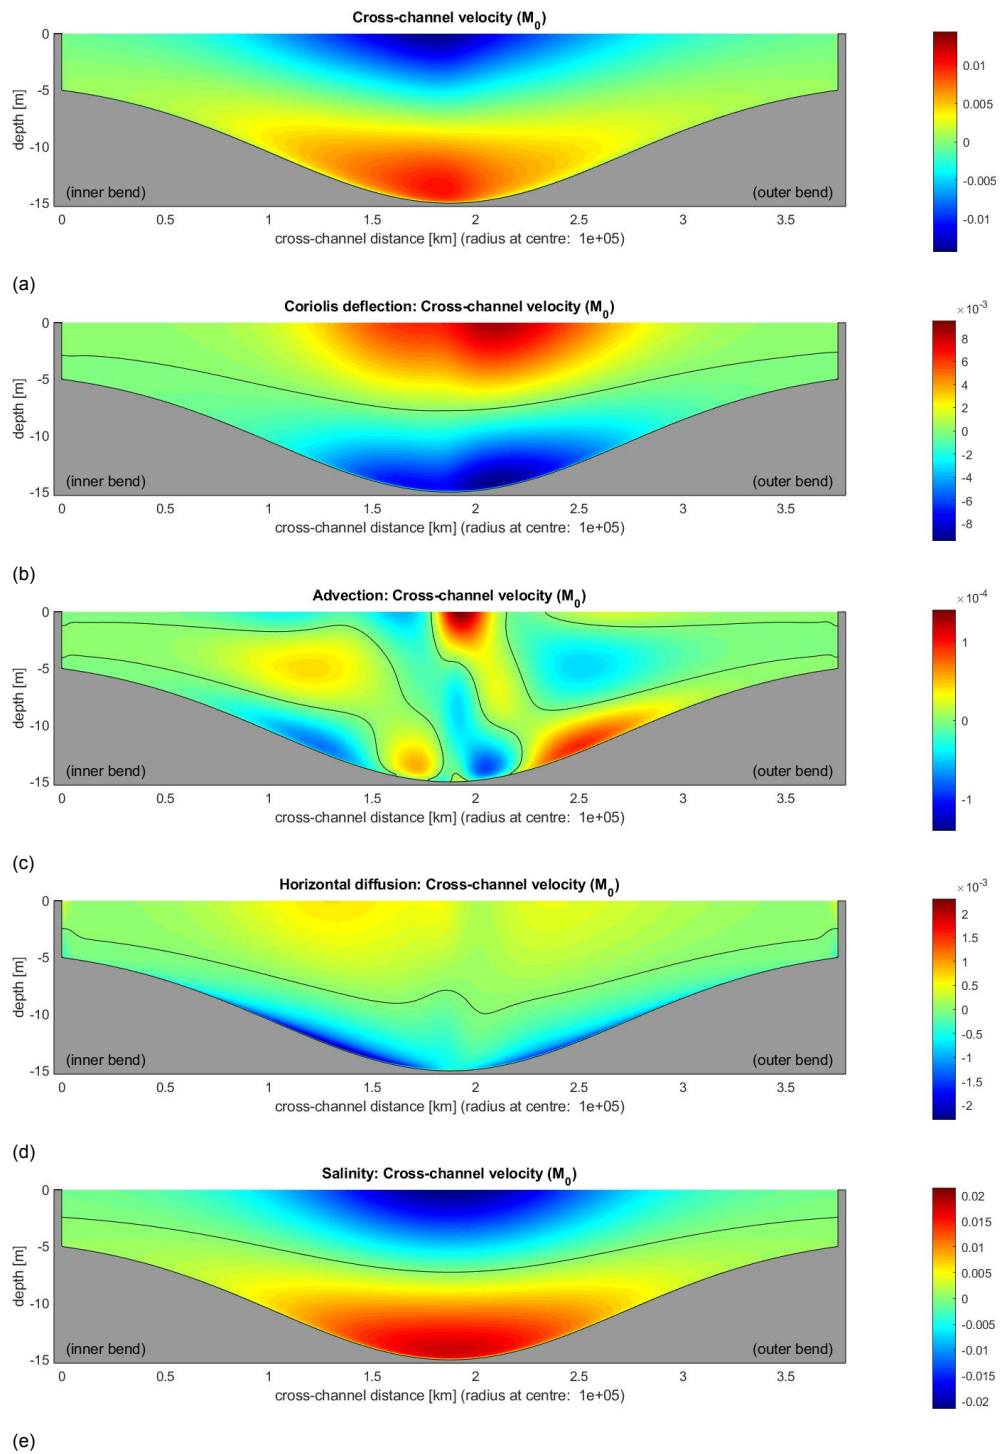 Cross-channel velocity (M0)
0
-5
-10
-15
depth [m]
(inner bend)
(outer bend)
0 0.5 1 1.5 2 2.5 3 3.5
cross-channel distance [km] (radius at centre: 1e+05)
0.01
0.005
0
-0.005
-0.01
(a)
Coriolis deflection: Cross-channel velocity (M0)
0
-5
-10
-15
depth [m]
(inner bend)
(outer bend)
0 0.5 1 1.5 2 2.5 3 3.5
cross-channel distance [km] (radius at centre: 1e+05)
×10-3
8
6
4
2
0
-2
-4
-6
-8
(b)
Advection: Cross-channel velocity (M0)
0
-5
-10
-15
depth [m]
(inner bend)
(outer bend)
0 0.5 1 1.5 2 2.5 3 3.5
cross-channel distance [km] (radius at centre: 1e+05)
×10-4
1
0
-1
(c)
Horizontal diffusion: Cross-channel velocity (M0)
0
-5
-10
-15
depth [m]
(inner bend)
(outer bend)
0 0.5 1 1.5 2 2.5 3 3.5
cross-channel distance [km] (radius at centre: 1e+05)
×10-3
2
1.5
1
0.5
0
-0.5
-1
-1.5
-2
(d)
Salinity: Cross-channel velocity (M0)
0
-5
-10
-15
depth [m]
(inner bend)
(outer bend)
0 0.5 1 1.5 2 2.5 3 3.5
cross-channel distance [km] (radius at centre: 1e+05)
0.02
0.015
0.01
0.005
0
-0.005
-0.01
-0.015
-0.02
(e)